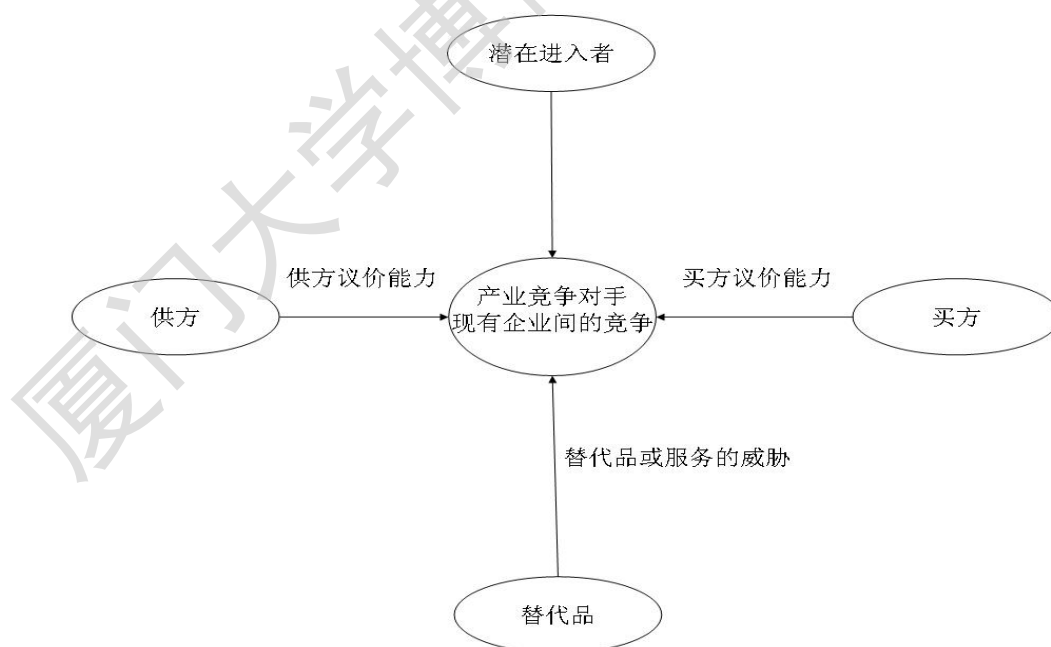 潜在进入者
供方议价能力
买方议价能力
供方
产业竞争对手
现有企业间的竞争
买方
替代品或服务的威胁
替代品
厦门大学博